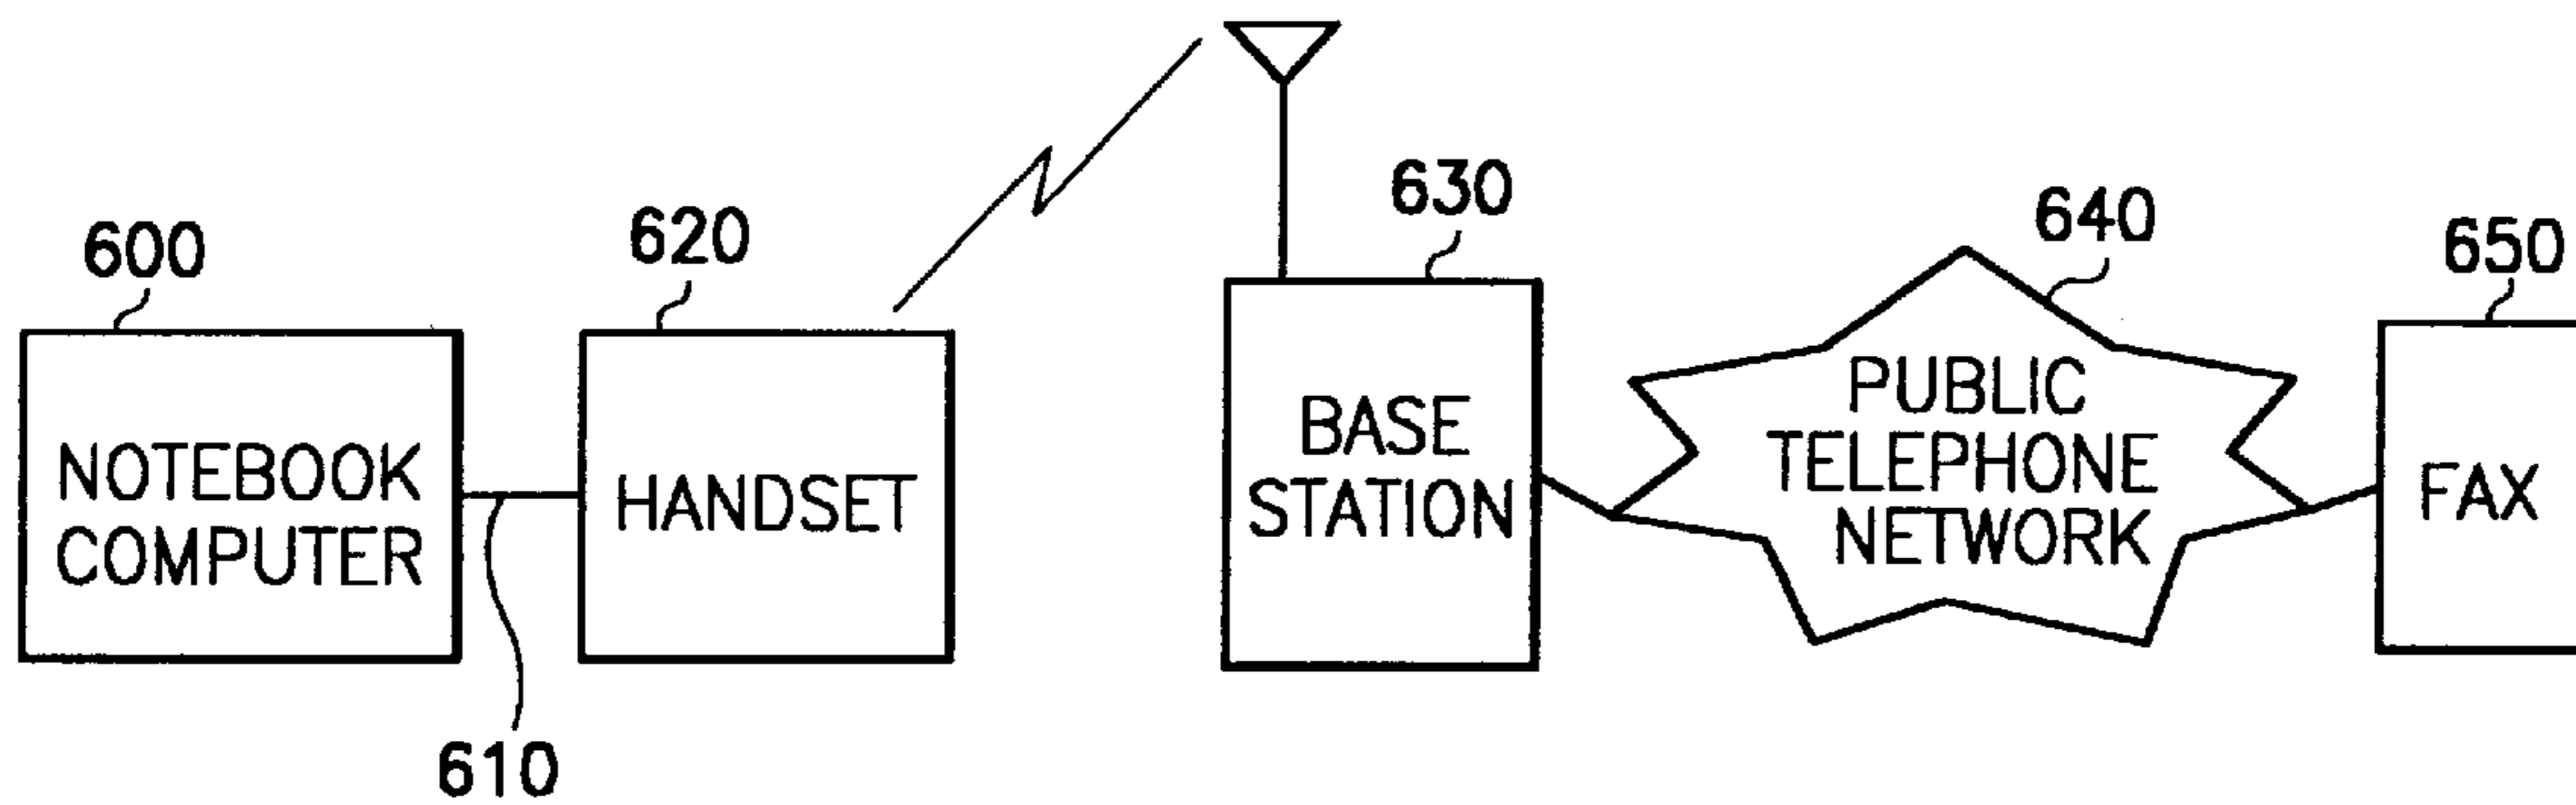 600
620
630
640
650
NOTEBOOK
COMPUTER
HANDSET
BASE
STATION
PUBLIC
TELEPHONE
NETWORK
FAX
610